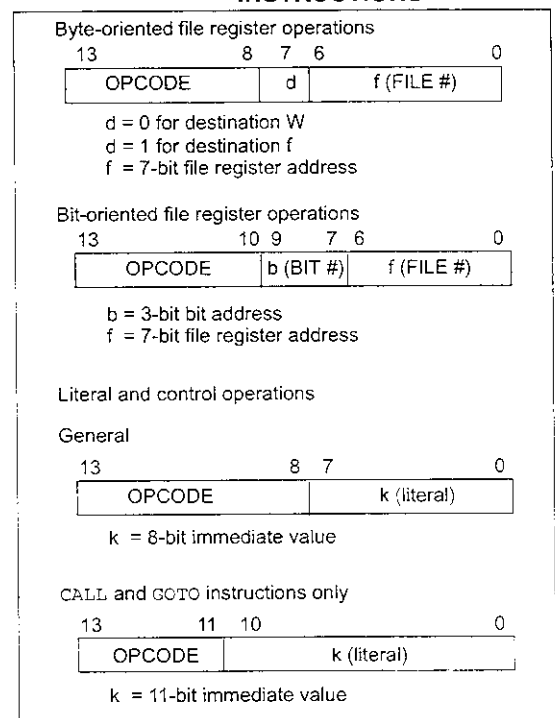 Byte-oriented file register operations
13 8 7 6 0
OPCODE d f (FILE #)
d = 0 for destination W
d = 1 for destination f
f = 7-bit file register address
Bit-oriented file register operations
13 10 9 7 6 0
OPCODE b (BIT #) f (FILE #)
b = 3-bit bit address
f = 7-bit file register address
Literal and control operations
General
13 8 7 0
OPCODE k (literal)
k = 8-bit immediate value
CALL and GOTO instructions only
13 11 10 0
OPCODE k (literal)
k = 11-bit immediate value